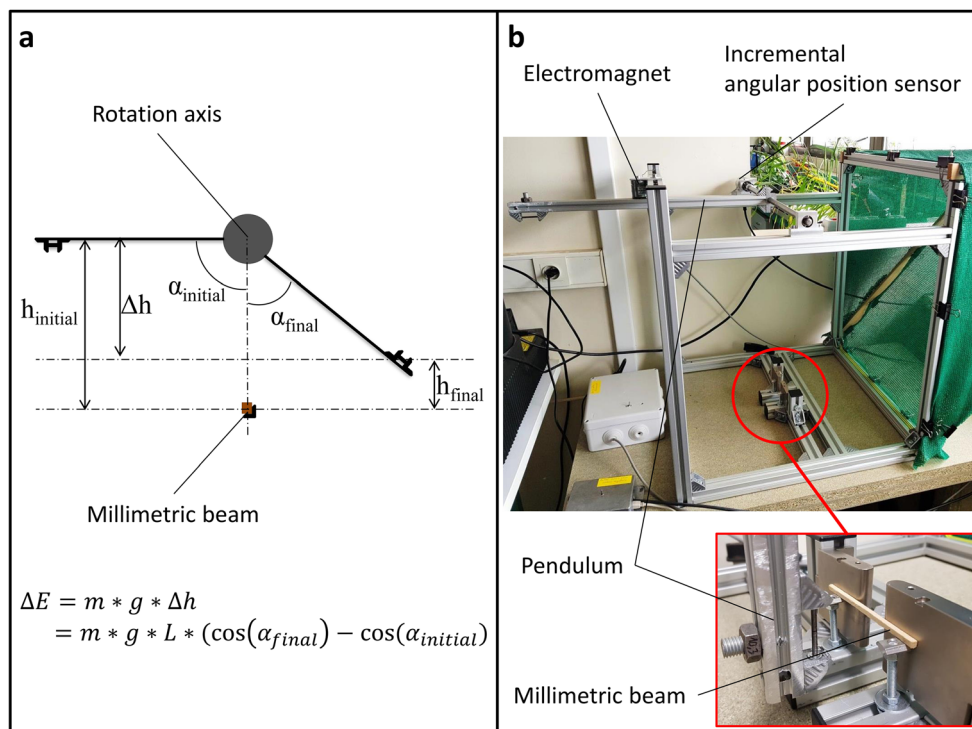 a
Rotation axis
α_initial
α_final
h_initial
Δh
h_final
Millimetric beam
ΔE = m * g * Δh
= m * g * L * (cos(α_final) − cos(α_initial)
b
Electromagnet
Incremental
angular position sensor
Pendulum
Millimetric beam